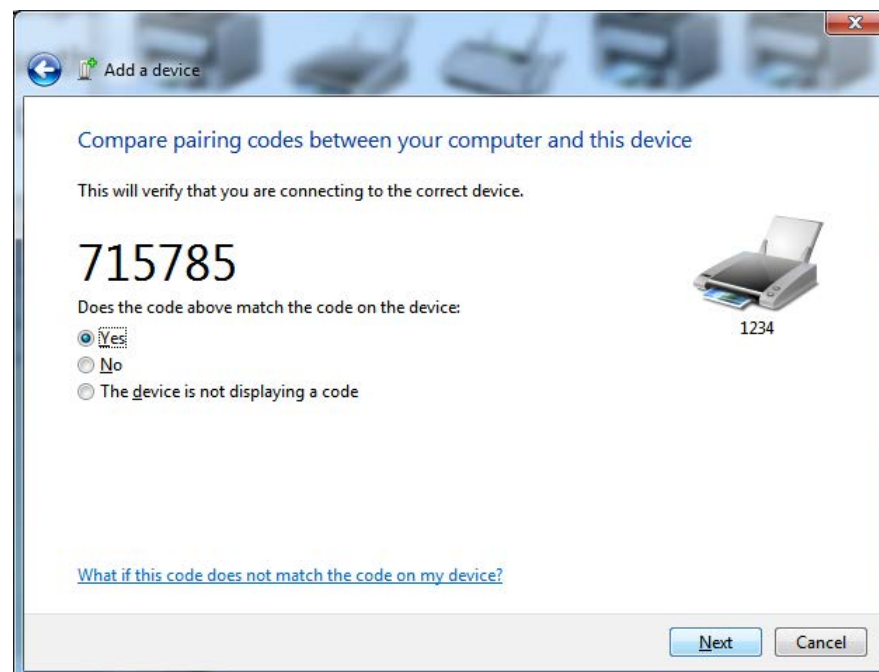 Add a device
Compare pairing codes between your computer and this device
This will verify that you are connecting to the correct device.
715785
Does the code above match the code on the device:
Yes
No
The device is not displaying a code
1234
What if this code does not match the code on my device?
Next
Cancel